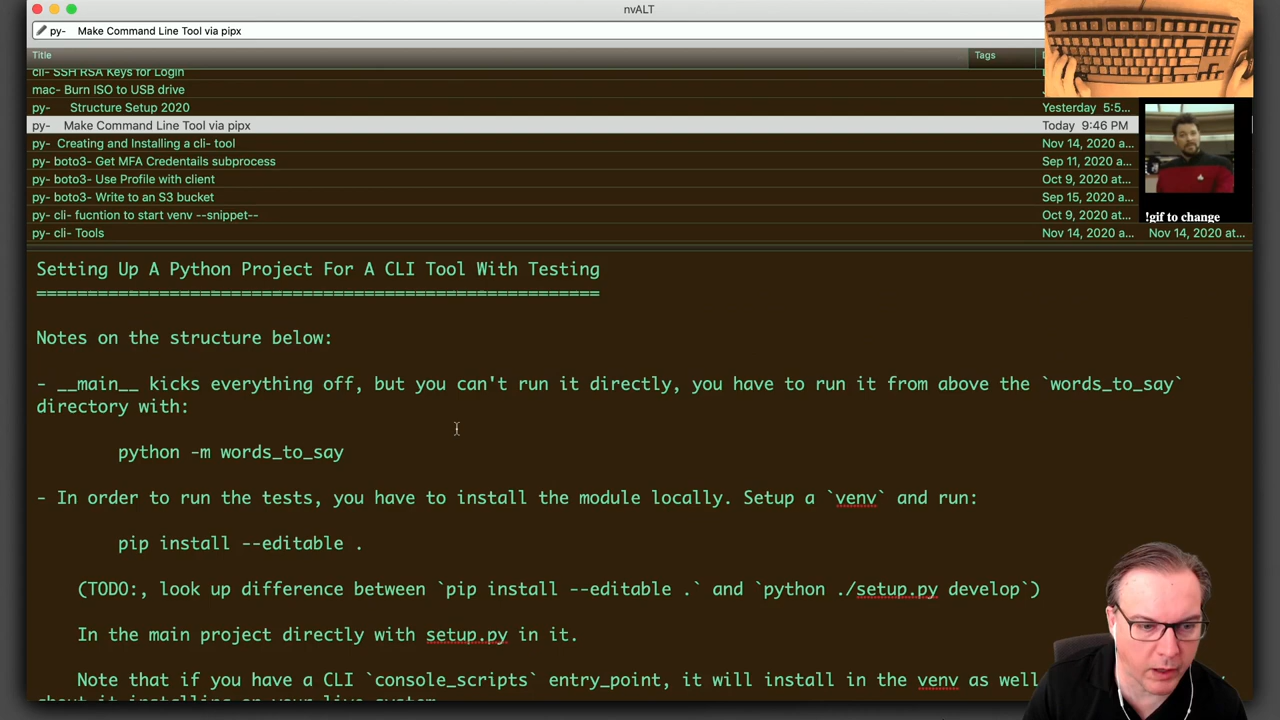 nvALT
py-    Make Command Line Tool via pipx
Title
Tags
cli- SSH RSA Keys for Login
mac- Burn ISO to USB drive
py-     Structure Setup 2020
Yesterday  5:5...
py-    Make Command Line Tool via pipx
Today  9:46 PM
py-  Creating and Installing a cli- tool
Nov 14, 2020 a...
py- boto3- Get MFA Credentails subprocess
Sep 11, 2020 a...
py- boto3- Use Profile with client
Oct 9, 2020 at...
py- boto3- Write to an S3 bucket
Sep 15, 2020 a...
py- cli- fucntion to start venv --snippet--
Oct 9, 2020 at...
!gif to change
py- cli- Tools
Nov 14, 2020 a...
Nov 14, 2020 at...
Setting Up A Python Project For A CLI Tool With Testing
=======================================================
Notes on the structure below:
- __main__ kicks everything off, but you can't run it directly, you have to run it from above the `words_to_say`
directory with:
python -m words_to_say
- In order to run the tests, you have to install the module locally. Setup a `venv` and run:
pip install --editable .
(TODO:, look up difference between `pip install --editable .` and `python ./setup.py develop`)
In the main project directly with setup.py in it.
Note that if you have a CLI `console_scripts` entry_point, it will install in the venv as well
about it installing on your live system